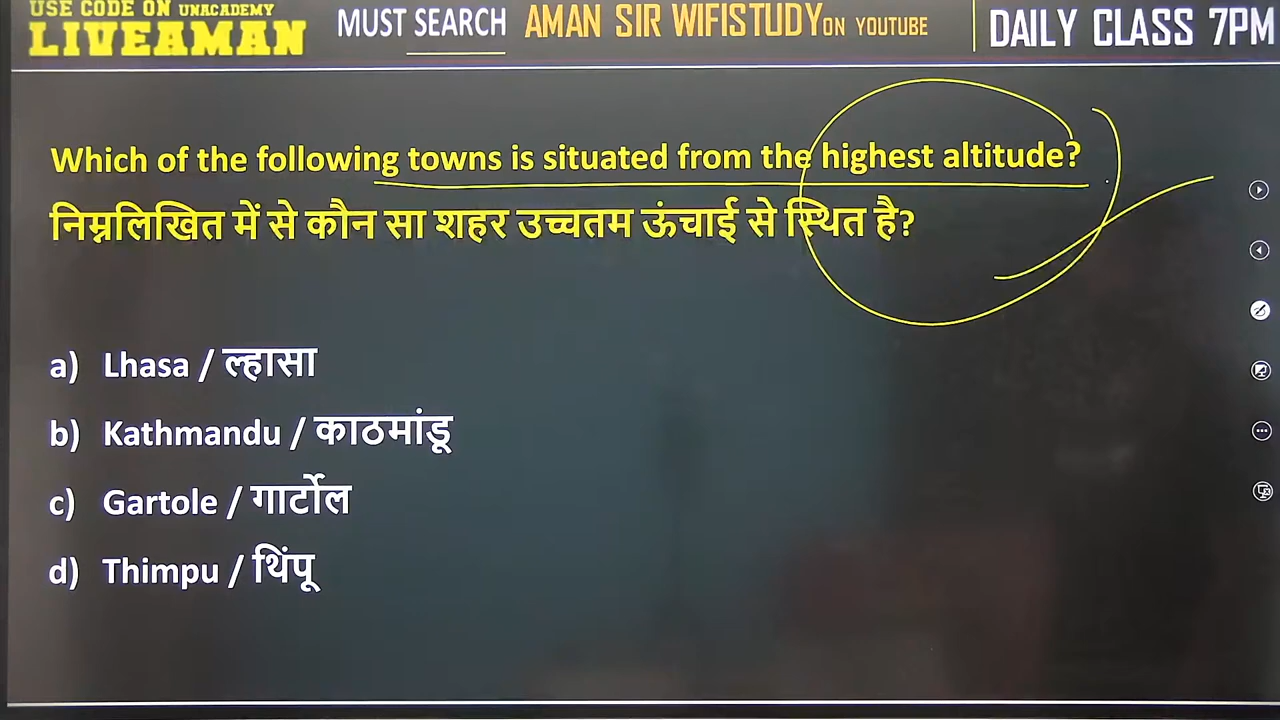 USE CODE ON UNACADEMY
LIVEAMAN
MUST SEARCH AMAN SIR WIFISTUDY ON YOUTUBE
DAILY CLASS 7PM
Which of the following towns is situated from the highest altitude?
निम्नलिखित में से कौन सा शहर उच्चतम ऊंचाई से स्थित है?
a) Lhasa / ल्हासा
b) Kathmandu / काठमांडू
c) Gartole / गार्टोल
d) Thimpu / थिंपू